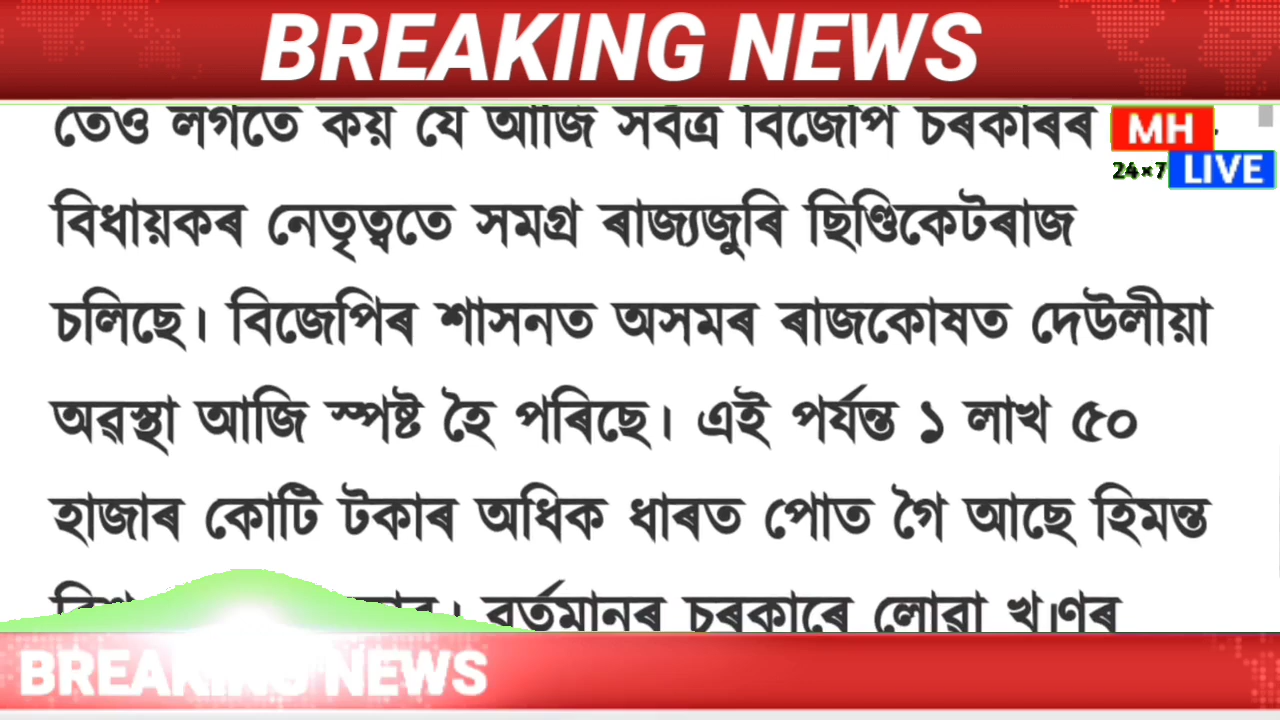 BREAKING NEWS
তেওঁ লগতে কয় যে আজি সৰ্বত্ৰ বিজেপি চৰকাৰৰ
MH
24×7 LIVE
বিধায়কৰ নেতৃত্বতে সমগ্ৰ ৰাজ্যজুৰি ছিণ্ডিকেটৰাজ
চলিছে। বিজেপিৰ শাসনত অসমৰ ৰাজকোষত দেউলীয়া
অৱস্থা আজি স্পষ্ট হৈ পৰিছে। এই পৰ্যন্ত ১ লাখ ৫০
হাজাৰ কোটি টকাৰ অধিক ধাৰত পোত গৈ আছে হিমন্ত
বৰ্তমানৰ চৰকাৰে লোৱা খ।ণৰ
BREAKING NEWS